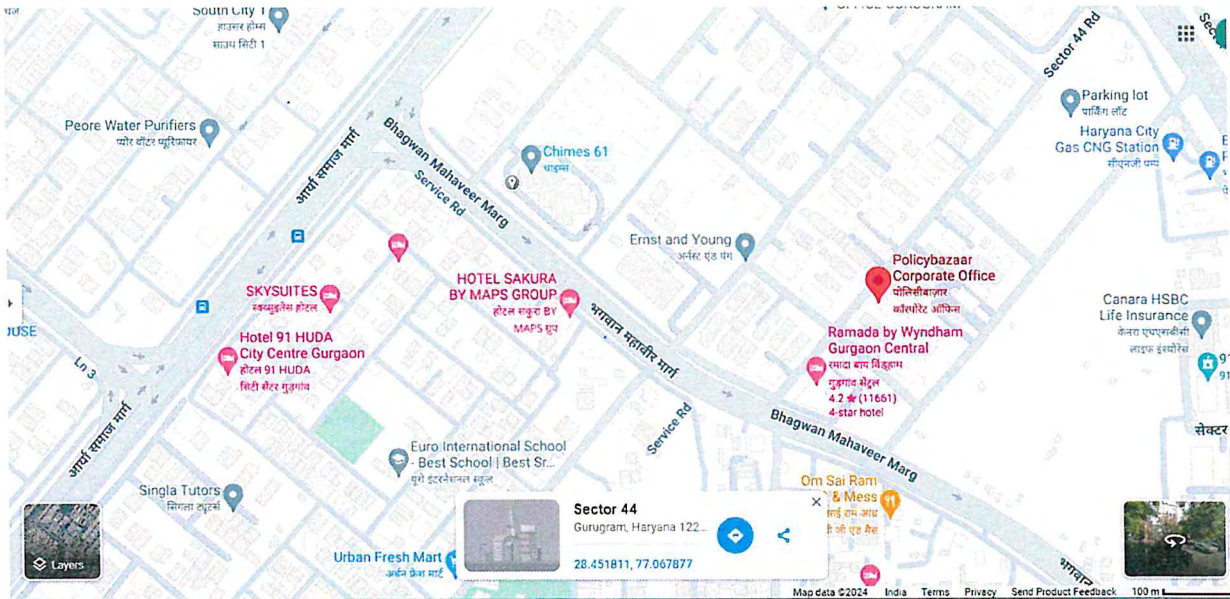 South City 1
हाउसर होम्स
साउथ सिटी 1
Peore Water Purifiers
प्योर वॉटर प्यूरिफायर
आर्या समाज मार्ग
Bhagwan Mahaveer Marg
Service Rd
Chimes 61
चाइम्स
Sector 44 Rd
Parking lot
पार्किंग लॉट
Haryana City
Gas CNG Station
सीएनजी पम्प
Ernst and Young
अर्नस्ट एंड यंग
Policybazaar
Corporate Office
पोलिसीबाज़ार
कॉरपोरेट ऑफिस
SKYSUITES
HOTEL SAKURA
BY MAPS GROUP
होटल सकुरा BY
MAPS ग्रुप
भगवान महावीर मार्ग
Canara HSBC
Life Insurance
केनरा एचएसबीसी
लाइफ इंश्योरेंस
Hotel 91 HUDA
City Centre Gurgaon
होटल 91 HUDA
सिटी सेंटर गुड़गांव
Ramada by Wyndham
Gurgaon Central
रमादा बाय विंड्हाम
गुड़गांव सेंट्रल
4.2 ★ (11661)
4-star hotel
Ln 3
आर्या समाज मार्ग
Service Rd
Bhagwan Mahaveer Marg
सेक्टर
Euro International School
- Best School | Best Sr...
यूरो इंटरनेशनल स्कूल
Singla Tutors
सिंगला ट्यूटर्स
Om Sai Ram
& Mess
Urban Fresh Mart
अर्बन फ्रेश मार्ट
Sector 44
Gurugram, Haryana 122...
28.451811, 77.067877
Layers
Map data ©2024 India Terms Privacy Send Product Feedback 100 m